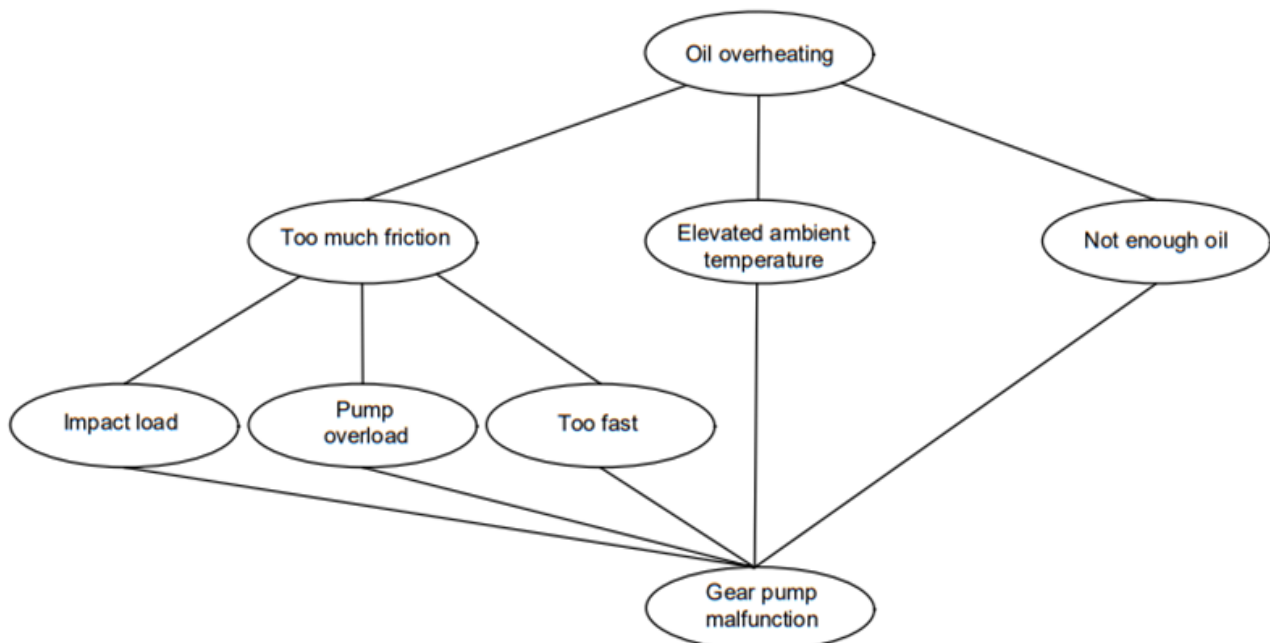 Oil overheating
Too much friction
Elevated ambient
temperature
Not enough oil
Impact load
Pump
overload
Too fast
Gear pump
malfunction